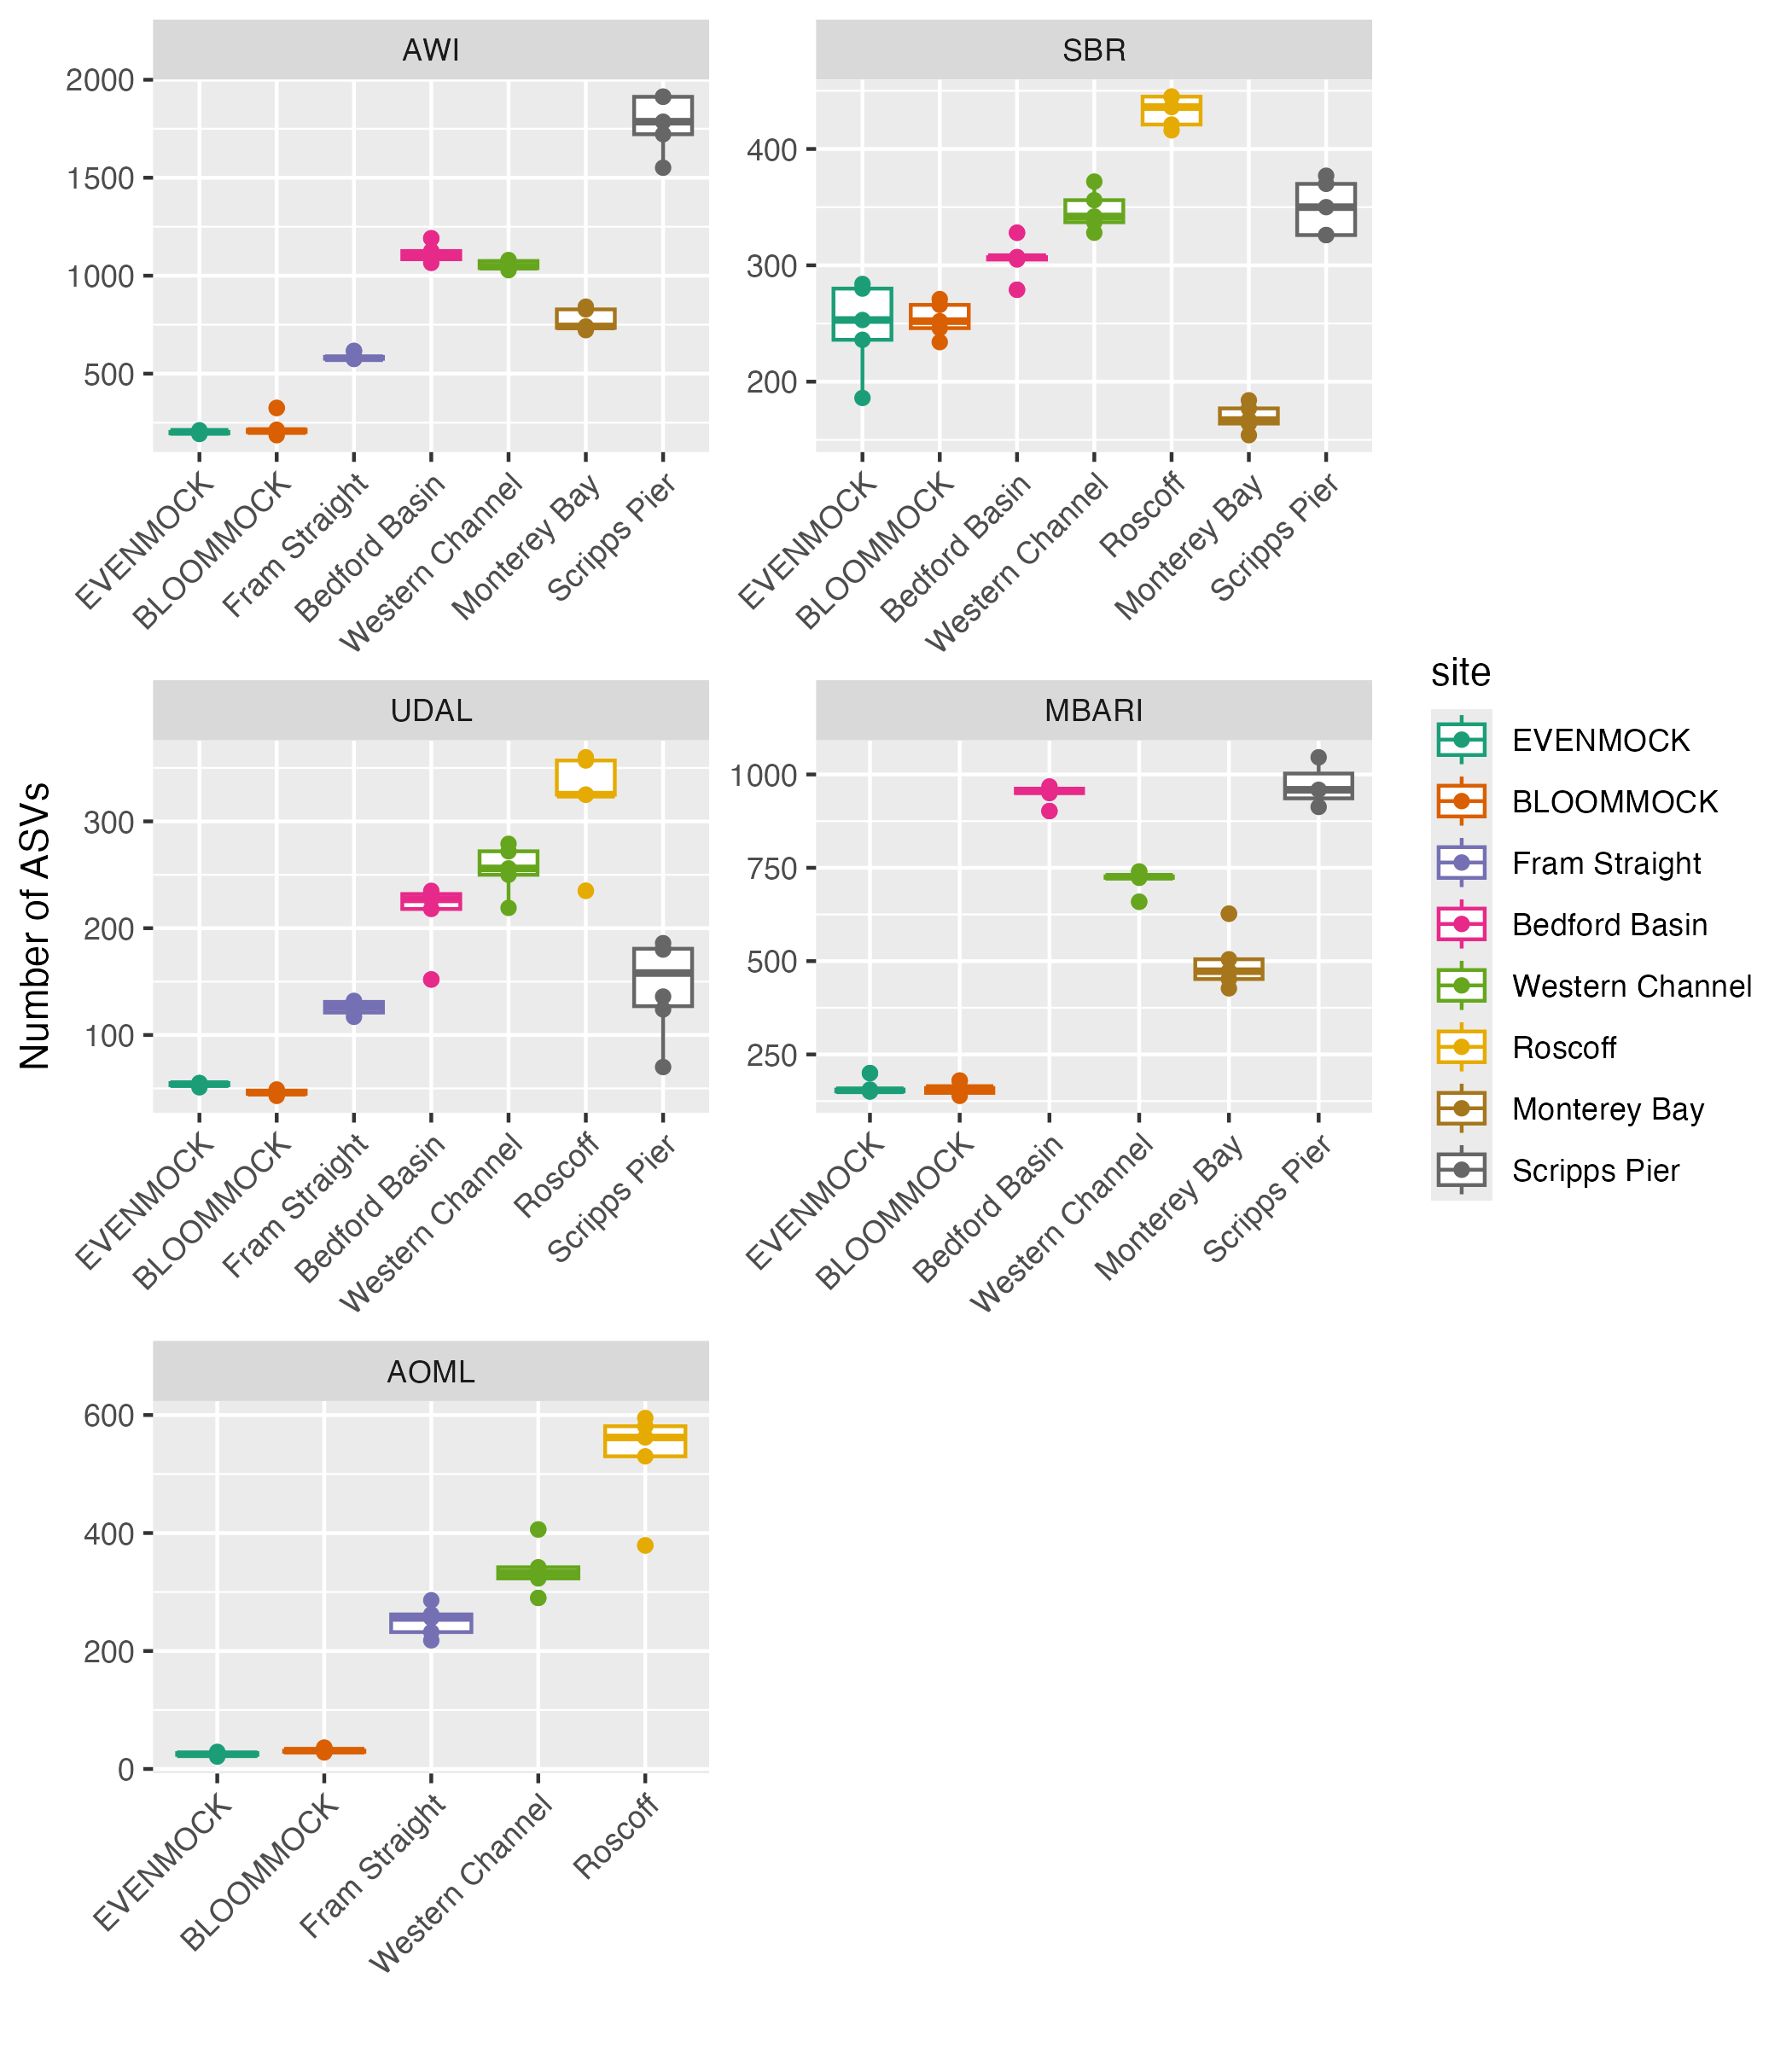 AWI
2000
1500
1000
500
EVENMOCK
BLOOMMOCK
Fram Straight
Bedford Basin
Western Channel
Monterey Bay
Scripps Pier
SBR
400
300
200
EVENMOCK
BLOOMMOCK
Bedford Basin
Western Channel
Roscoff
Monterey Bay
Scripps Pier
Number of ASVs
UDAL
300
200
100
EVENMOCK
BLOOMMOCK
Fram Straight
Bedford Basin
Western Channel
Roscoff
Scripps Pier
MBARI
1000
750
500
250
EVENMOCK
BLOOMMOCK
Bedford Basin
Western Channel
Monterey Bay
Scripps Pier
AOML
600
400
200
0
EVENMOCK
BLOOMMOCK
Fram Straight
Western Channel
Roscoff
site
EVENMOCK
BLOOMMOCK
Fram Straight
Bedford Basin
Western Channel
Roscoff
Monterey Bay
Scripps Pier